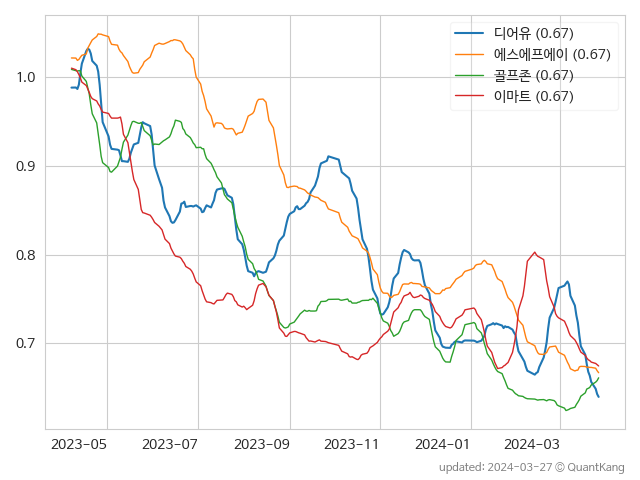 디어유 (0.67)
에스에프에이 (0.67)
골프존 (0.67)
이마트 (0.67)
1.0
0.9
0.8
0.7
2023-05 2023-07 2023-09 2023-11 2024-01 2024-03
updated: 2024-03-27 © QuantKang